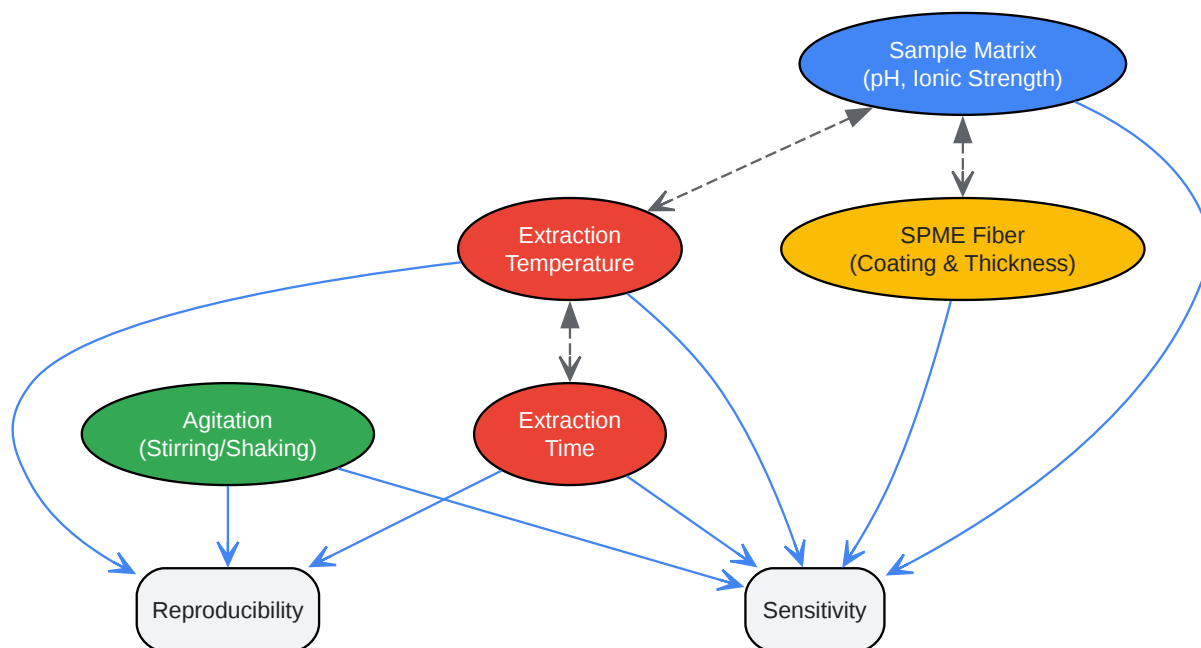 Sample Matrix
(pH, Ionic Strength)
Extraction
Temperature
SPME Fiber
(Coating & Thickness)
Agitation
(Stirring/Shaking)
Extraction
Time
Reproducibility
Sensitivity